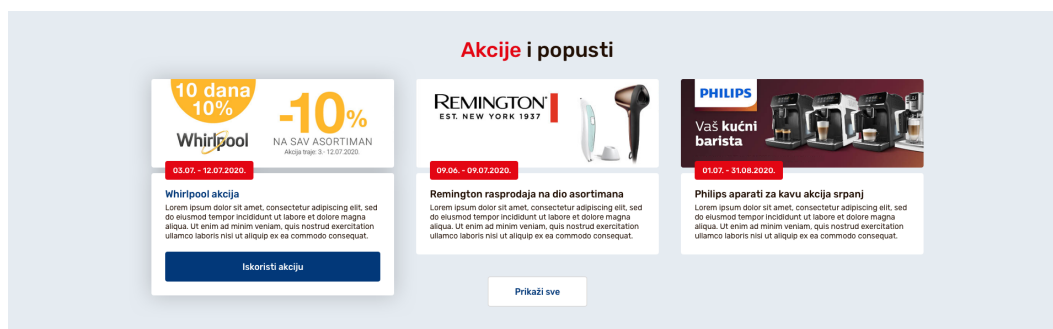 Akcije i popusti
10 dana
10%
Whirlpool
-10%
NA SAV ASORTIMAN
Akcija traje: 3.- 12.07.2020.
03.07. - 12.07.2020.
Whirlpool akcija
Lorem ipsum dolor sit amet, consectetur adipiscing elit, sed
do eiusmod tempor incididunt ut labore et dolore magna
aliqua. Ut enim ad minim veniam, quis nostrud exercitation
ullamco laboris nisi ut aliquip ex ea commodo consequat.
Iskoristi akciju
REMINGTON
EST. NEW YORK 1937
09.06. - 09.07.2020.
Remington rasprodaja na dio asortimana
Lorem ipsum dolor sit amet, consectetur adipiscing elit, sed
do eiusmod tempor incididunt ut labore et dolore magna
aliqua. Ut enim ad minim veniam, quis nostrud exercitation
ullamco laboris nisi ut aliquip ex ea commodo consequat.
PHILIPS
Vaš kućni
barista
01.07. - 31.08.2020.
Philips aparati za kavu akcija srpanj
Lorem ipsum dolor sit amet, consectetur adipiscing elit, sed
do eiusmod tempor incididunt ut labore et dolore magna
aliqua. Ut enim ad minim veniam, quis nostrud exercitation
ullamco laboris nisi ut aliquip ex ea commodo consequat.
Prikaži sve